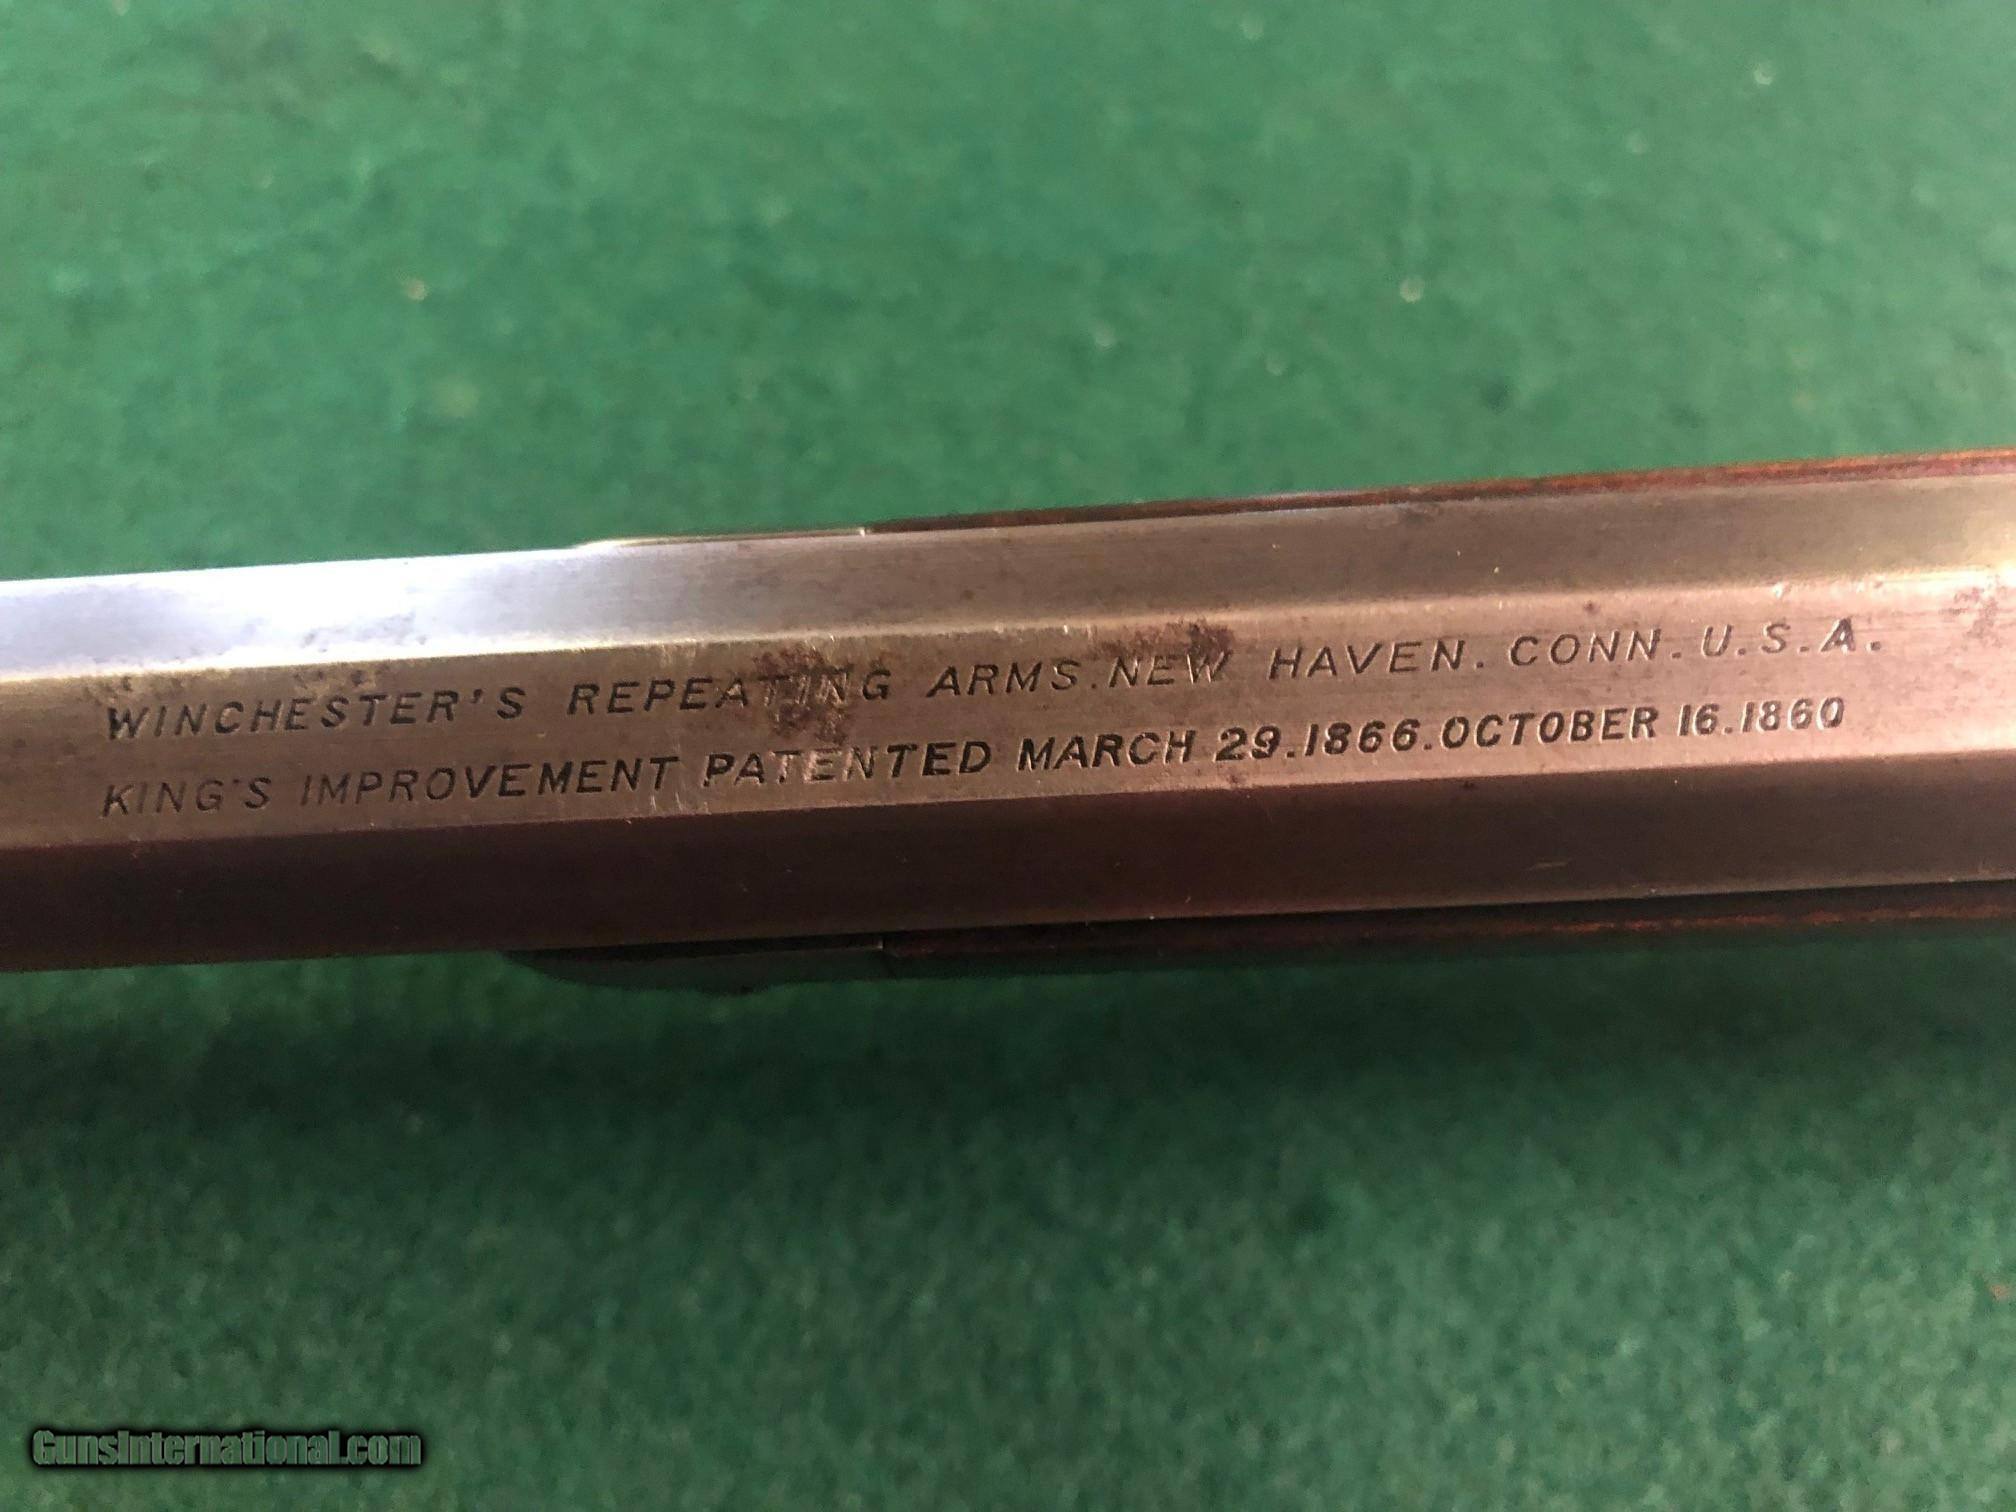 WINCHESTER'S REPEATING ARMS. NEW HAVEN. CONN. U.S.A.
KING'S IMPROVEMENT PATENTED MARCH 29.1866. OCTOBER 16.1860
GunsInternational.com